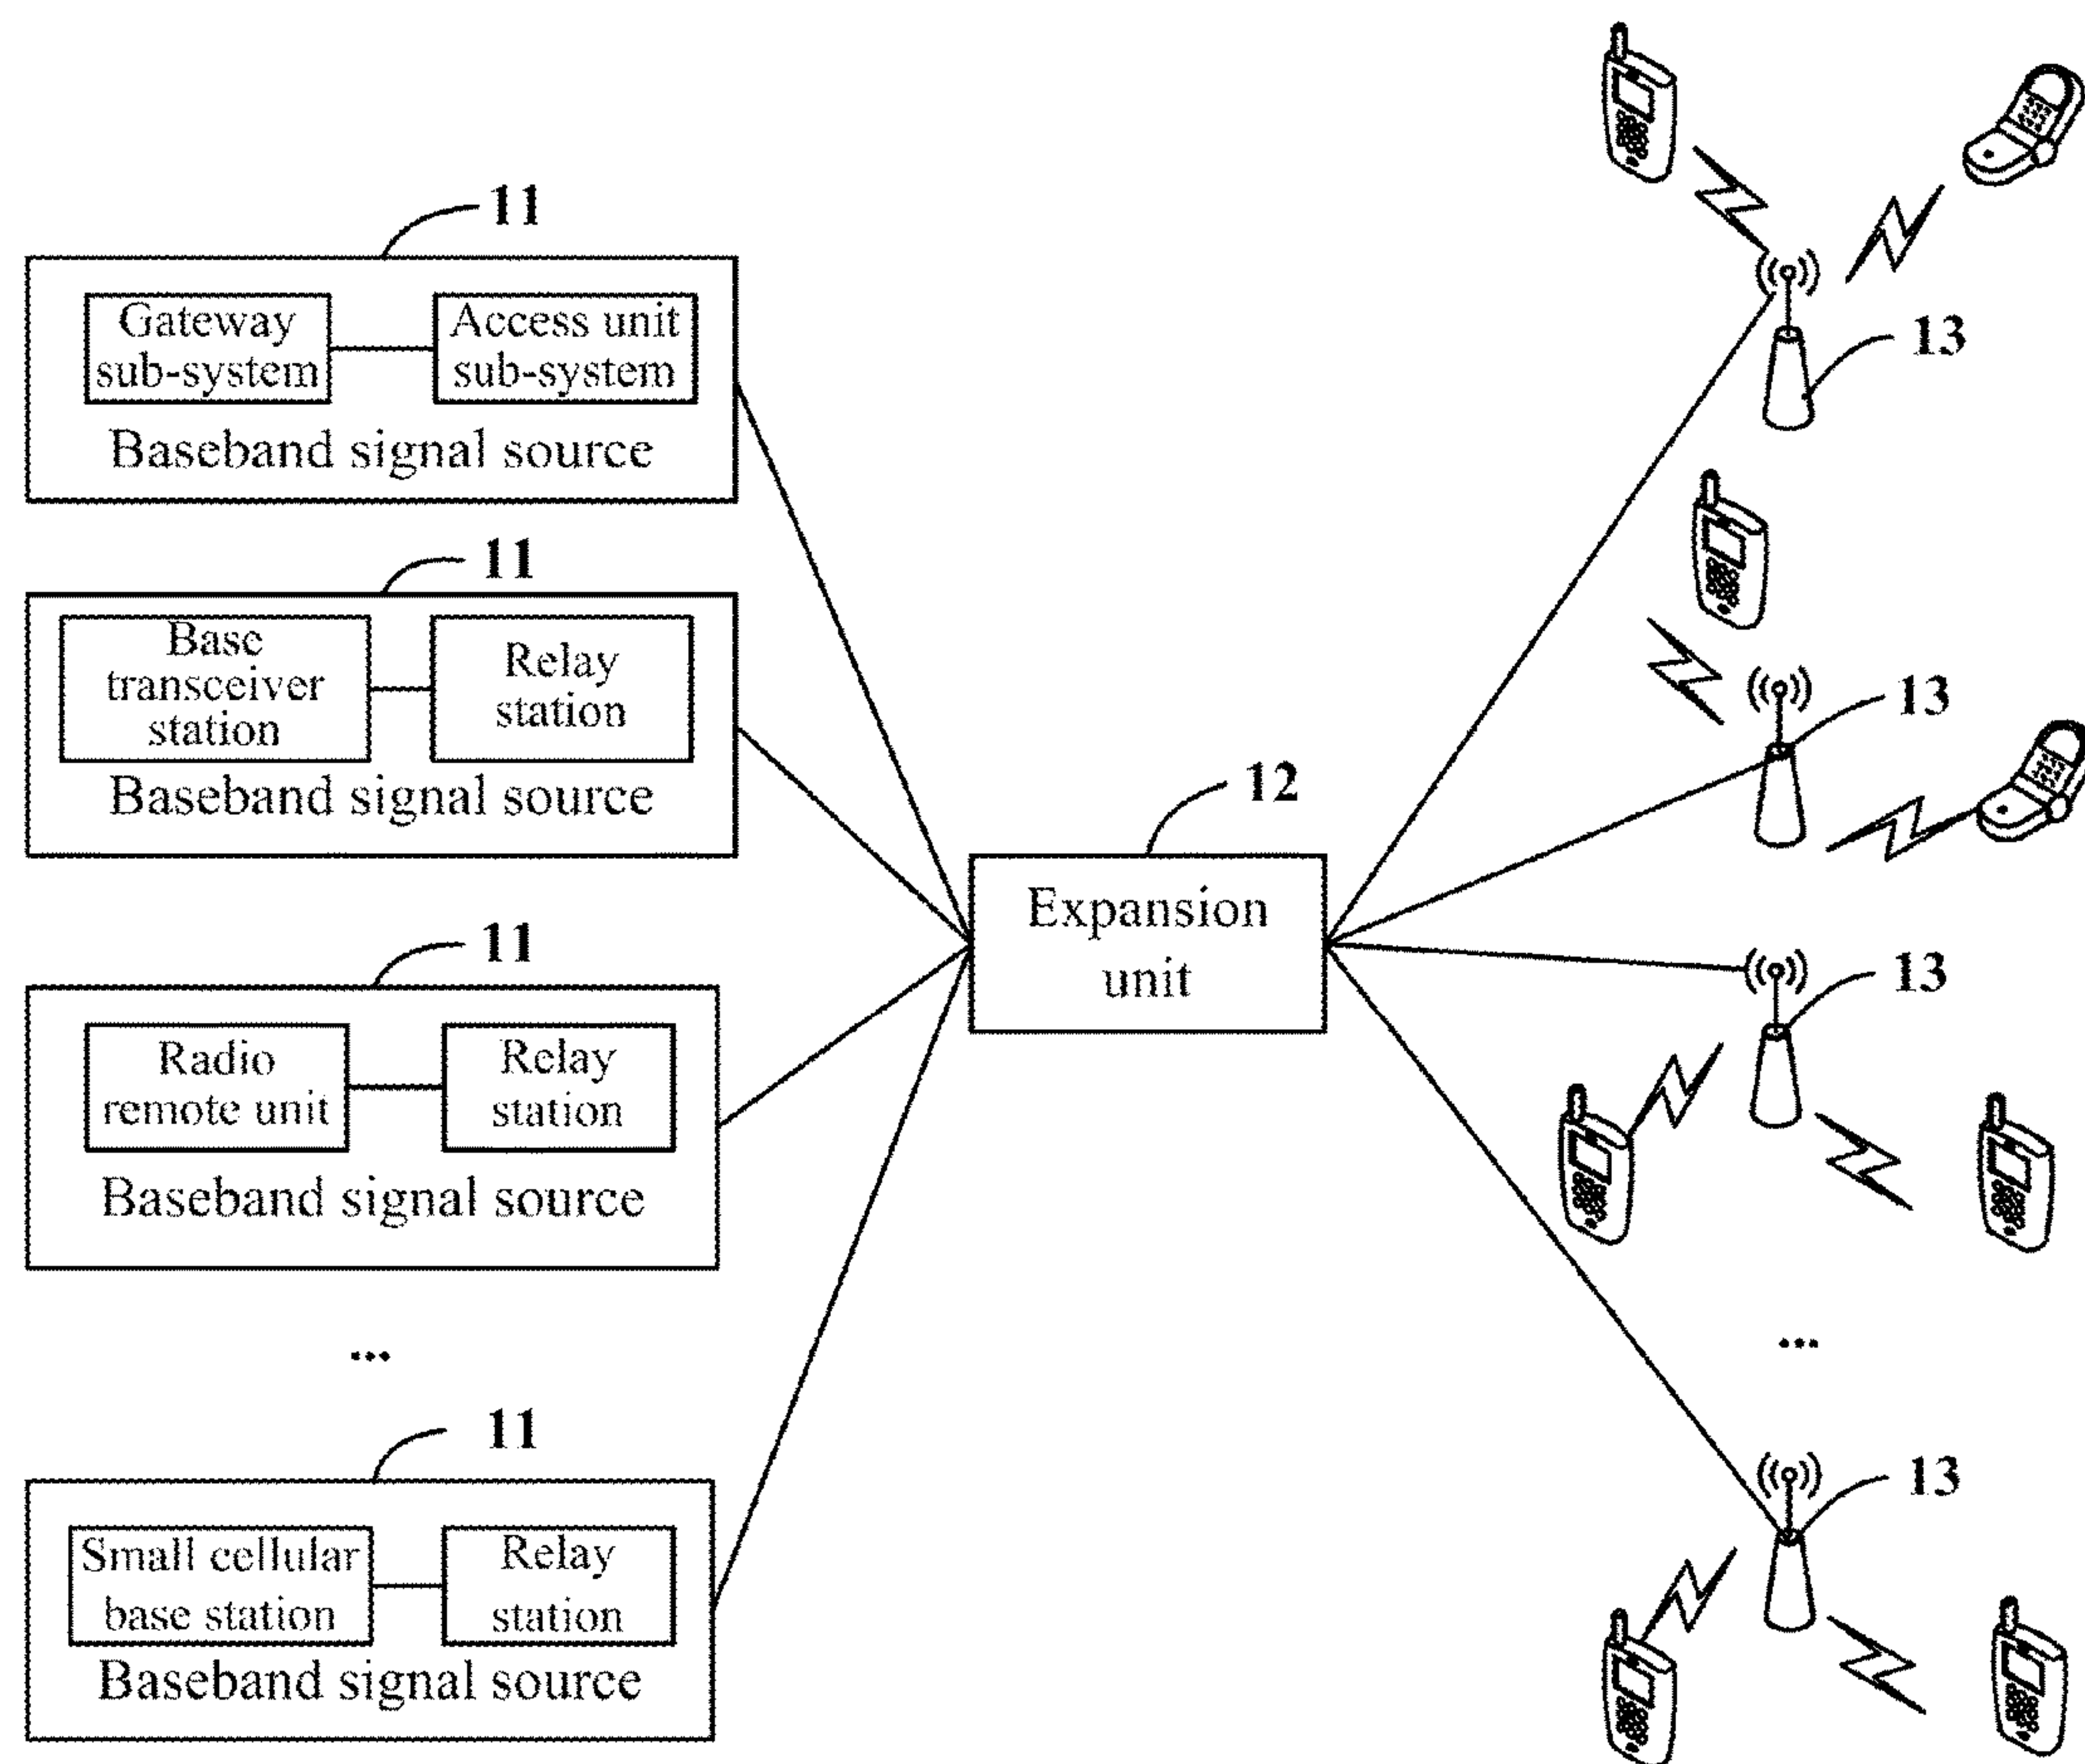 11
Gateway
sub-system
Access unit
sub-system
Baseband signal source
11
Base
transceiver
station
Relay
station
Baseband signal source
11
Radio
remote unit
Relay
station
Baseband signal source
...
11
Small cellular
base station
Relay
station
Baseband signal source
12
Expansion
unit
13
13
13
...
13